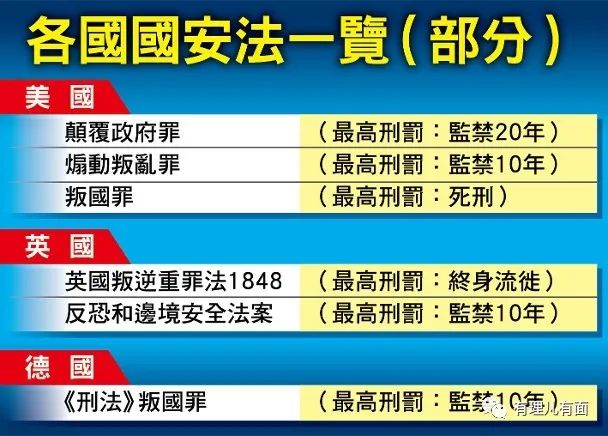 各國國安法一覽(部分)
美國
顛覆政府罪 (最高刑罰:監禁20年)
煽動叛亂罪 (最高刑罰:監禁10年)
叛國罪 (最高刑罰:死刑)
英國
英國叛逆重罪法1848 (最高刑罰:終身流徙)
反恐和邊境安全法案 (最高刑罰:監禁10年)
德國
《刑法》叛國罪 (最高刑罰:監禁10年)
有理儿有面